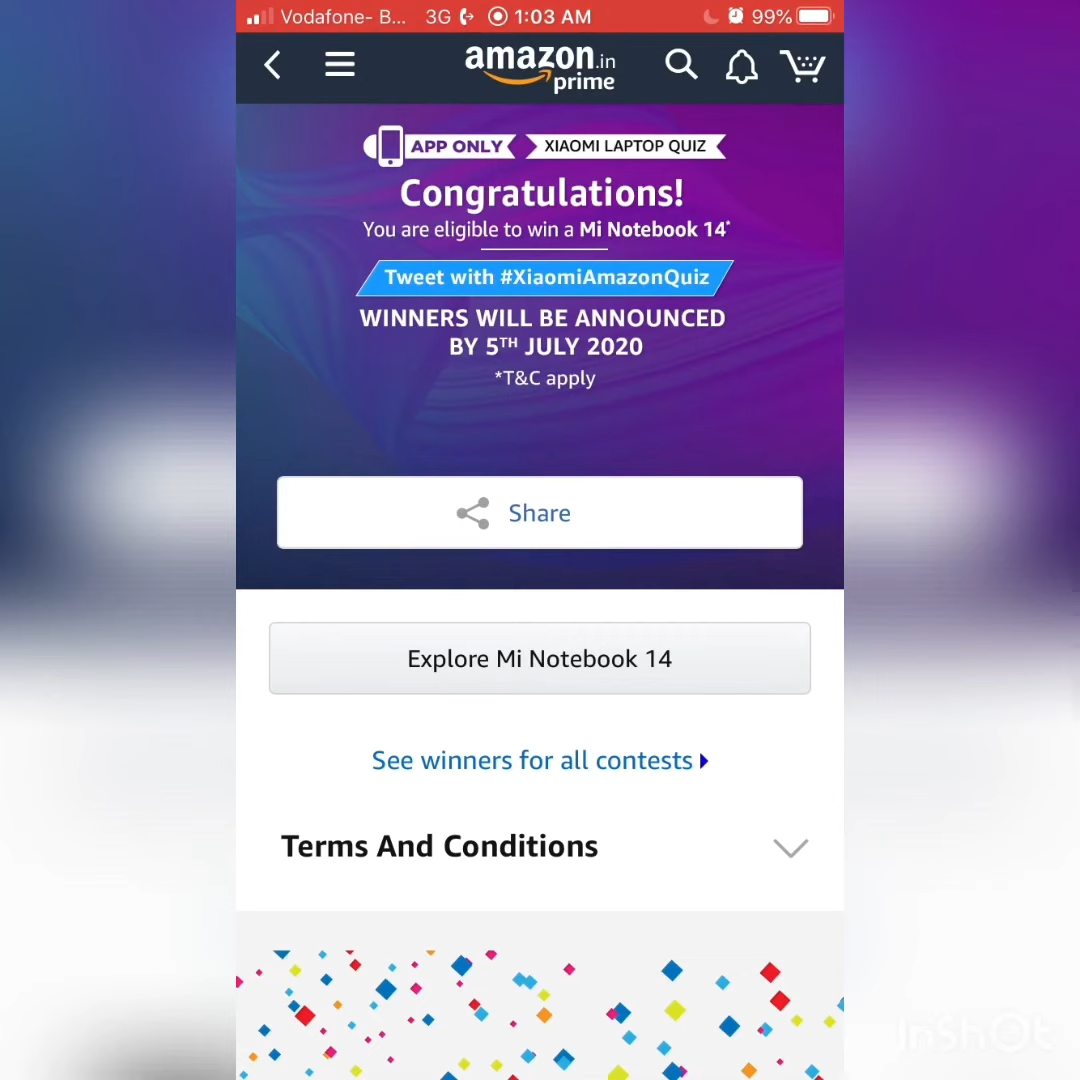 Vodafone- B... 3G 1:03 AM 99%
amazon.in
prime
APP ONLY XIAOMI LAPTOP QUIZ
Congratulations!
You are eligible to win a Mi Notebook 14*
Tweet with #XiaomiAmazonQuiz
WINNERS WILL BE ANNOUNCED
BY 5TH JULY 2020
*T&C apply
Share
Explore Mi Notebook 14
See winners for all contests
Terms And Conditions
InShOt